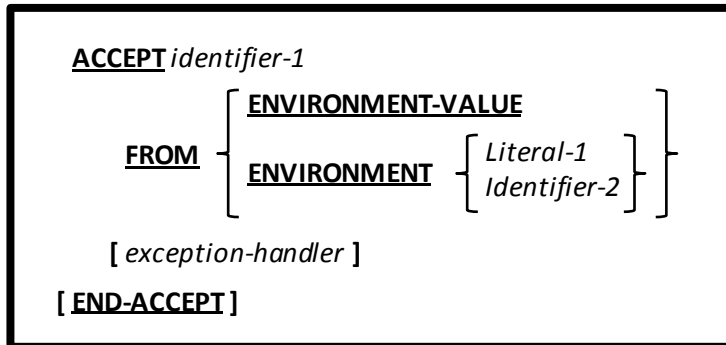 ACCEPT identifier-1
ENVIRONMENT-VALUE
FROM
ENVIRONMENT
Literal-1
Identifier-2
[ exception-handler ]
[ END-ACCEPT ]